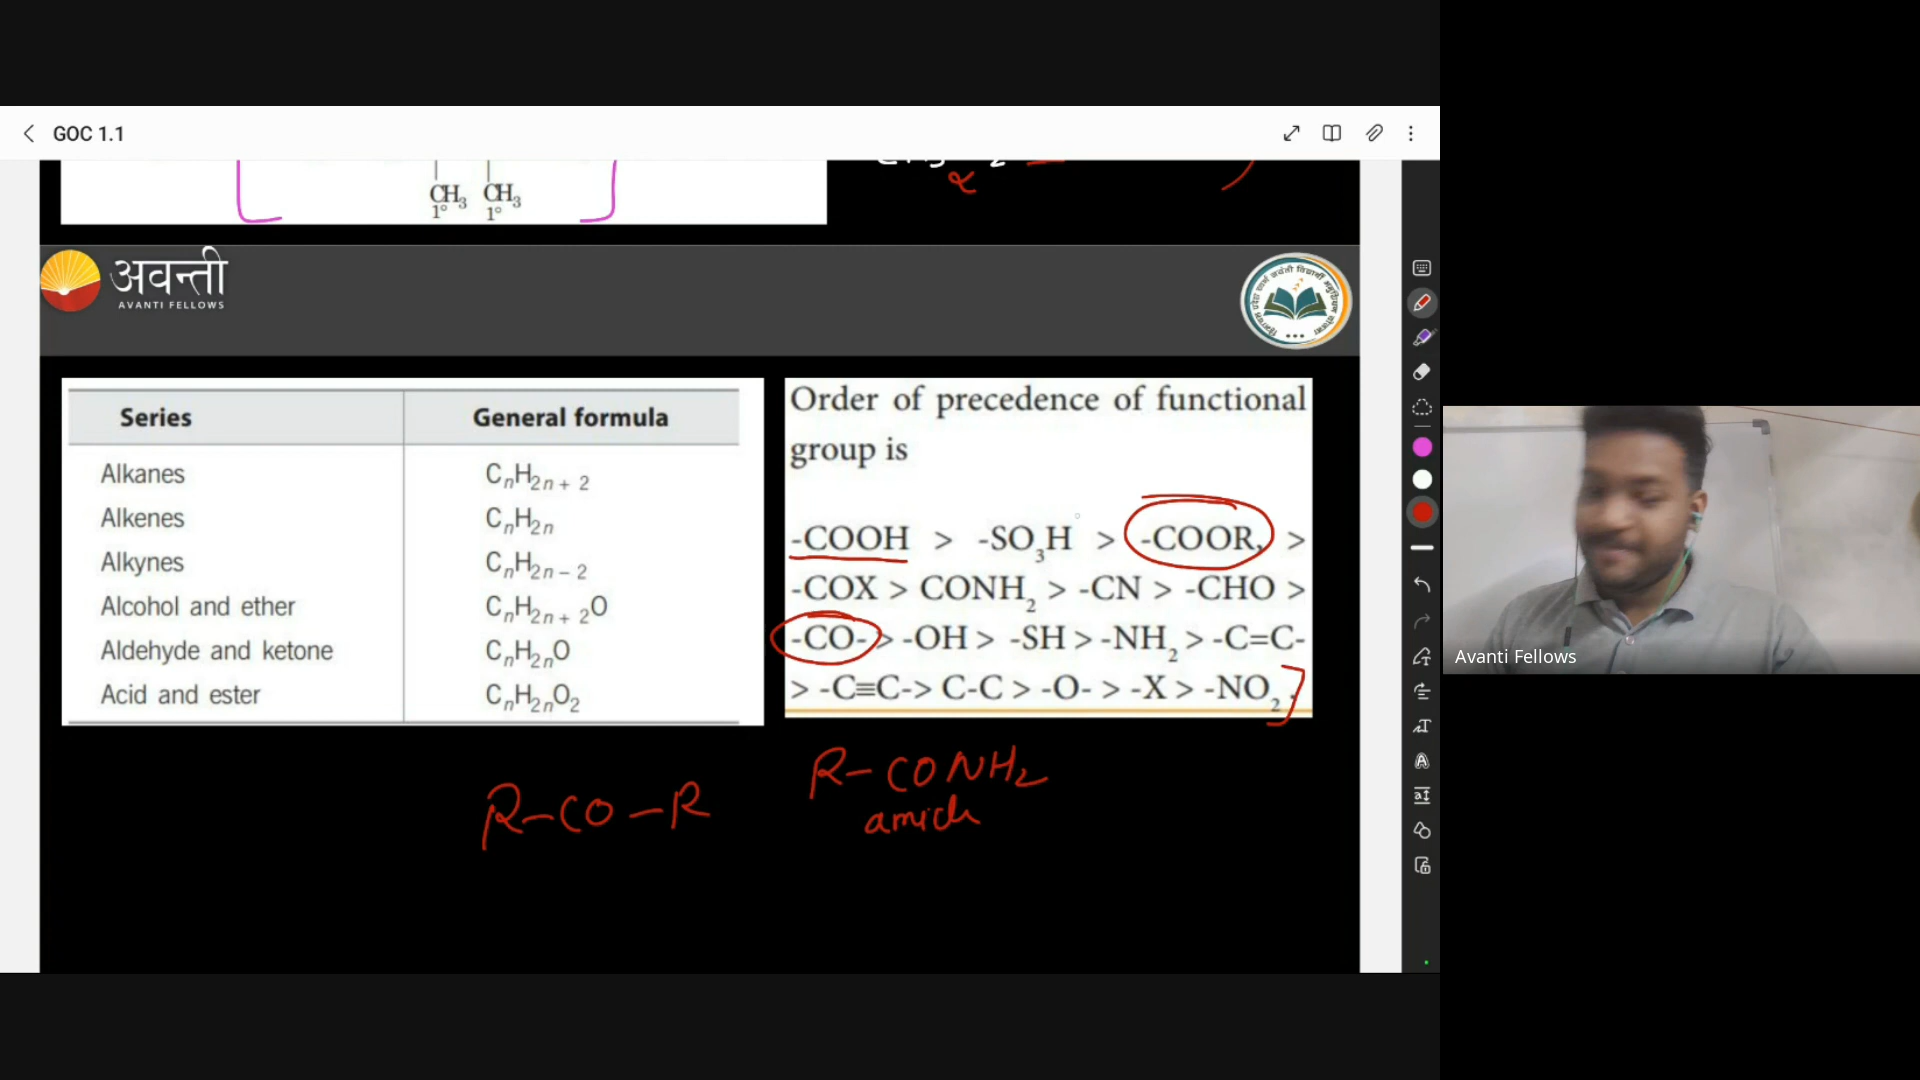 GOC 1.1
CH₃ CH₃
1° 1°
α
अवन्ती
AVANTI FELLOWS
Series General formula
Alkanes CₙH₂ₙ₊₂
Alkenes CₙH₂ₙ
Alkynes CₙH₂ₙ₋₂
Alcohol and ether CₙH₂ₙ₊₂O
Aldehyde and ketone CₙH₂ₙO
Acid and ester CₙH₂ₙO₂
Order of precedence of functional
group is
-COOH > -SO₃H > -COOR, >
-COX > CONH₂ > -CN > -CHO >
-CO- > -OH > -SH > -NH₂ > -C=C-
> -C≡C-> C-C > -O- > -X > -NO₂.
R-CO-R
R-CONH₂
amide
Avanti Fellows